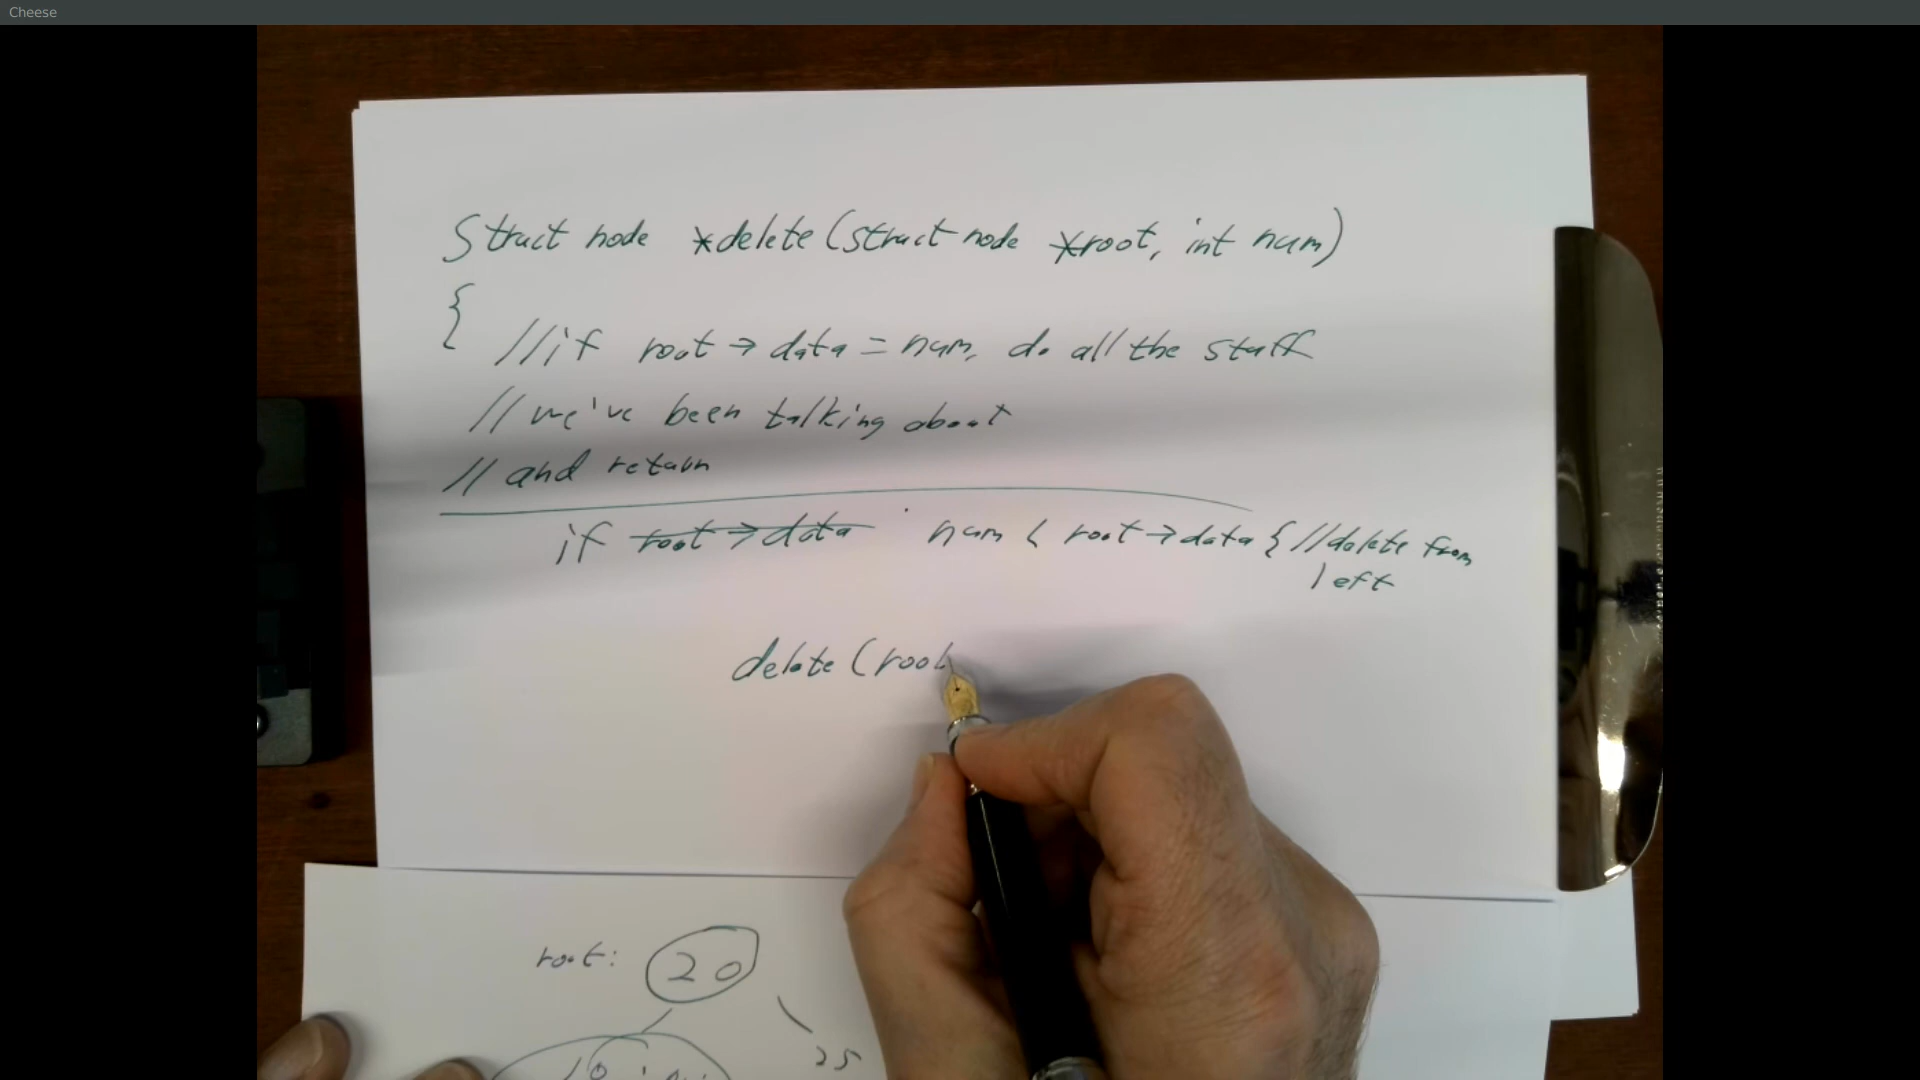 Cheese
Struct node *delete(struct node *root, int num)
{ //if root → data = num, do all the stuff
// we've been talking about
// and return
if root → data num < root → data { //delete from
left
delete (root
root: 20
25
10